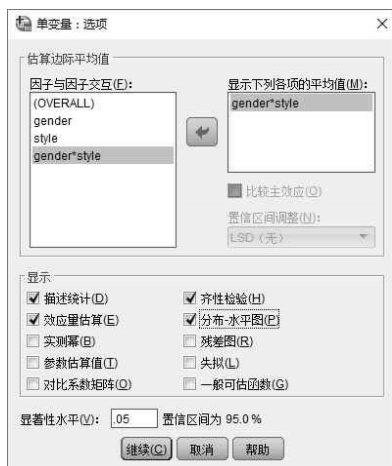 单变量：选项
估算边际平均值
因子与因子交互(F):
显示下列各项的平均值(M):
(OVERALL)
gender
style
gender*style
gender*style
比较主效应(O)
置信区间调整(N):
LSD（无）
显示
描述统计(D)
齐性检验(H)
效应量估算(E)
分布-水平图(P)
实测幂(B)
残差图(R)
参数估算值(T)
失拟(L)
对比系数矩阵(O)
一般可估函数(G)
显著性水平(V): .05 置信区间为 95.0 %
继续(C) 取消 帮助